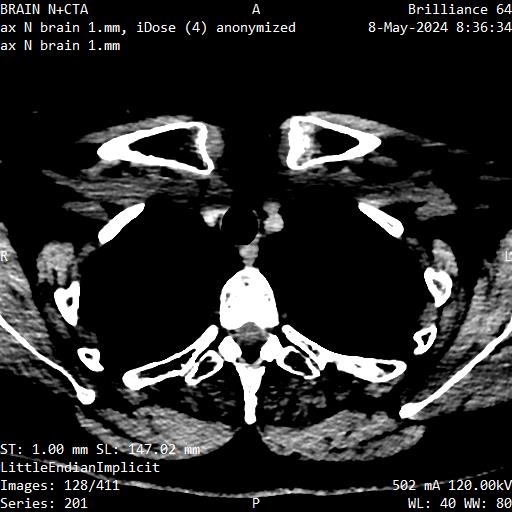 BRAIN N+CTA
A
Brilliance 64
ax N brain 1.mm, iDose (4) anonymized
8-May-2024 8:36:34
ax N brain 1.mm
R
L
ST: 1.00 mm SL: 147.02 mm
LittleEndianImplicit
Images: 128/411
502 mA 120.00kV
Series: 201
P
WL: 40 WW: 80